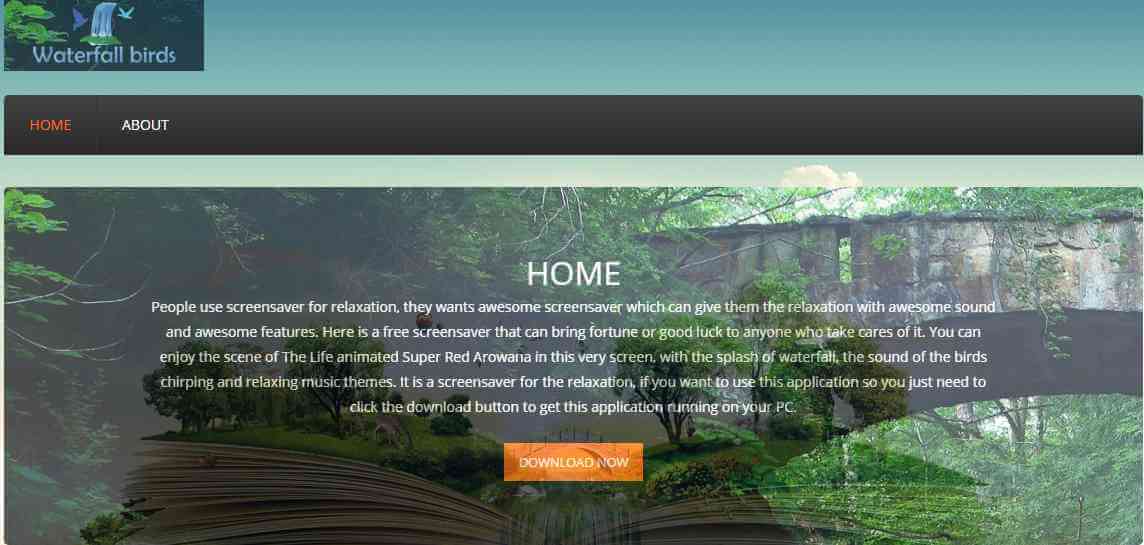 Waterfall birds
HOME
ABOUT
HOME
People use screensaver for relaxation, they wants awesome screensaver which can give them the relaxation with awesome sound
and awesome features. Here is a free screensaver that can bring fortune or good luck to anyone who take cares of it. You can
enjoy the scene of The Life animated Super Red Arowana in this very screen, with the splash of waterfall, the sound of the birds
chirping and relaxing music themes. It is a screensaver for the relaxation, if you want to use this application so you just need to
click the download button to get this application running on your PC.
DOWNLOAD NOW